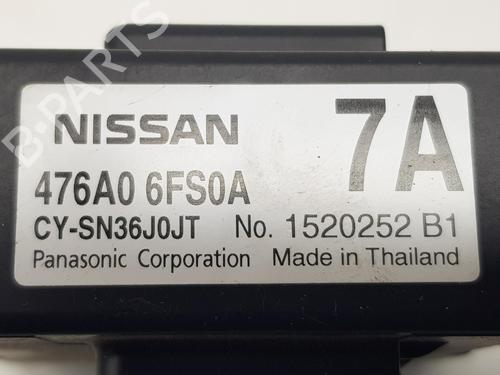 B-PARTS
NISSAN 7A
476A0 6FS0A
CY-SN36J0JT No. 1520252 B1
Panasonic Corporation Made in Thailand